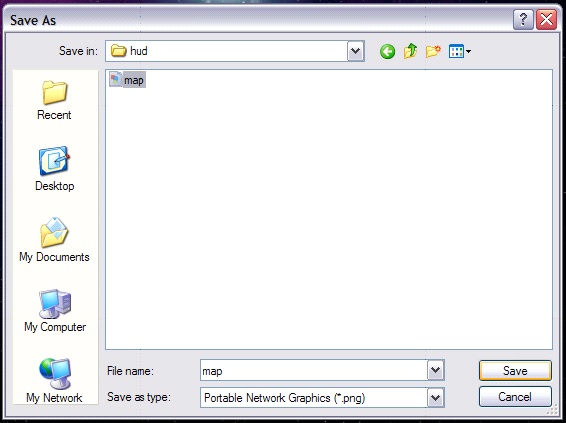 Save As
Save in: hud
map
Recent
Desktop
My Documents
My Computer
My Network
File name: map Save
Save as type: Portable Network Graphics (*.png) Cancel